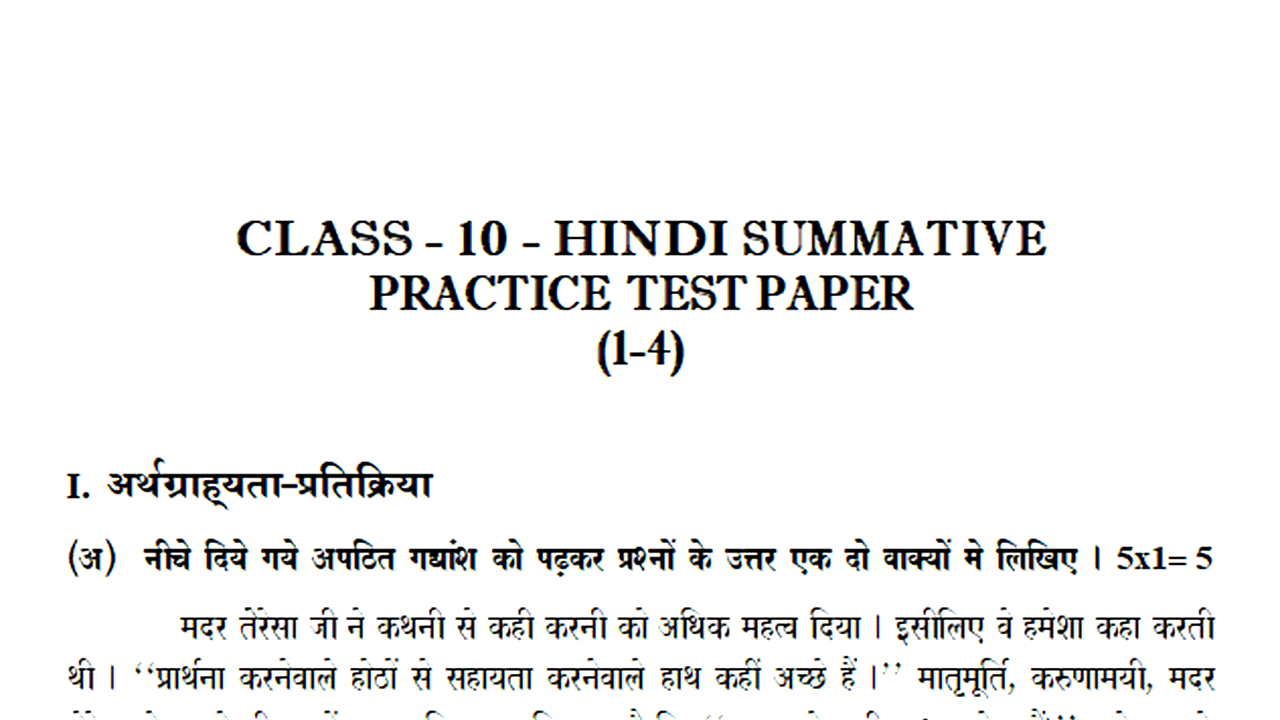 CLASS - 10 - HINDI SUMMATIVE
PRACTICE TEST PAPER
(1-4)
I. अर्थग्राह्यता-प्रतिक्रिया
(अ) नीचे दिये गये अपठित गद्यांश को पढ़कर प्रश्नों के उत्तर एक दो वाक्यों मे लिखिए । 5x1= 5
मदर तेरेसा जी ने कथनी से कही करनी को अधिक महत्व दिया । इसीलिए वे हमेशा कहा करती
थी । ‘‘प्रार्थना करनेवाले होठों से सहायता करनेवाले हाथ कहीं अच्छे हैं ।’’ मातृमूर्ति, करुणामयी, मदर